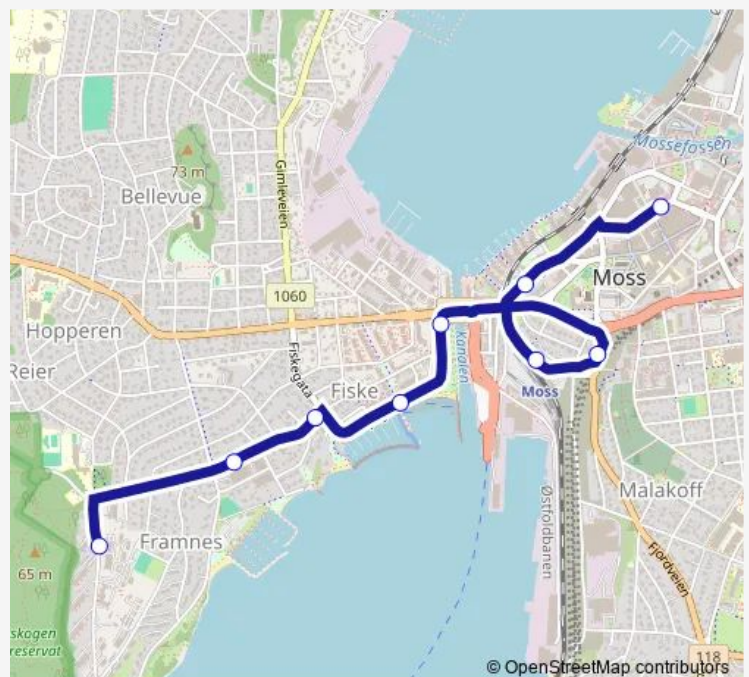 Mossefossen
73 m
Bellevue
Gimleveien
Moss
1060
Hopperen
Kanalen
Reier
Fiskegata
Fiske
Moss
Malakoff
Østfoldbanen
Framnes
65 m
Fjordveien
skogen
reservat
118
© OpenStreetMap contributors